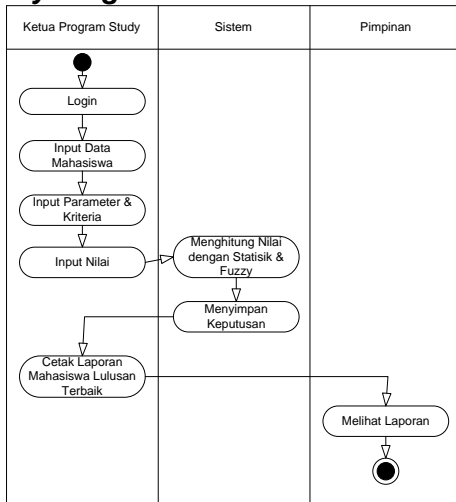 Ketua Program Study
Sistem
Pimpinan
Login
Input Data
Mahasiswa
Input Parameter &
Kriteria
Input Nilai
Menghitung Nilai
dengan Statisik &
Fuzzy
Menyimpan
Keputusan
Cetak Laporan
Mahasiswa Lulusan
Terbaik
Melihat Laporan